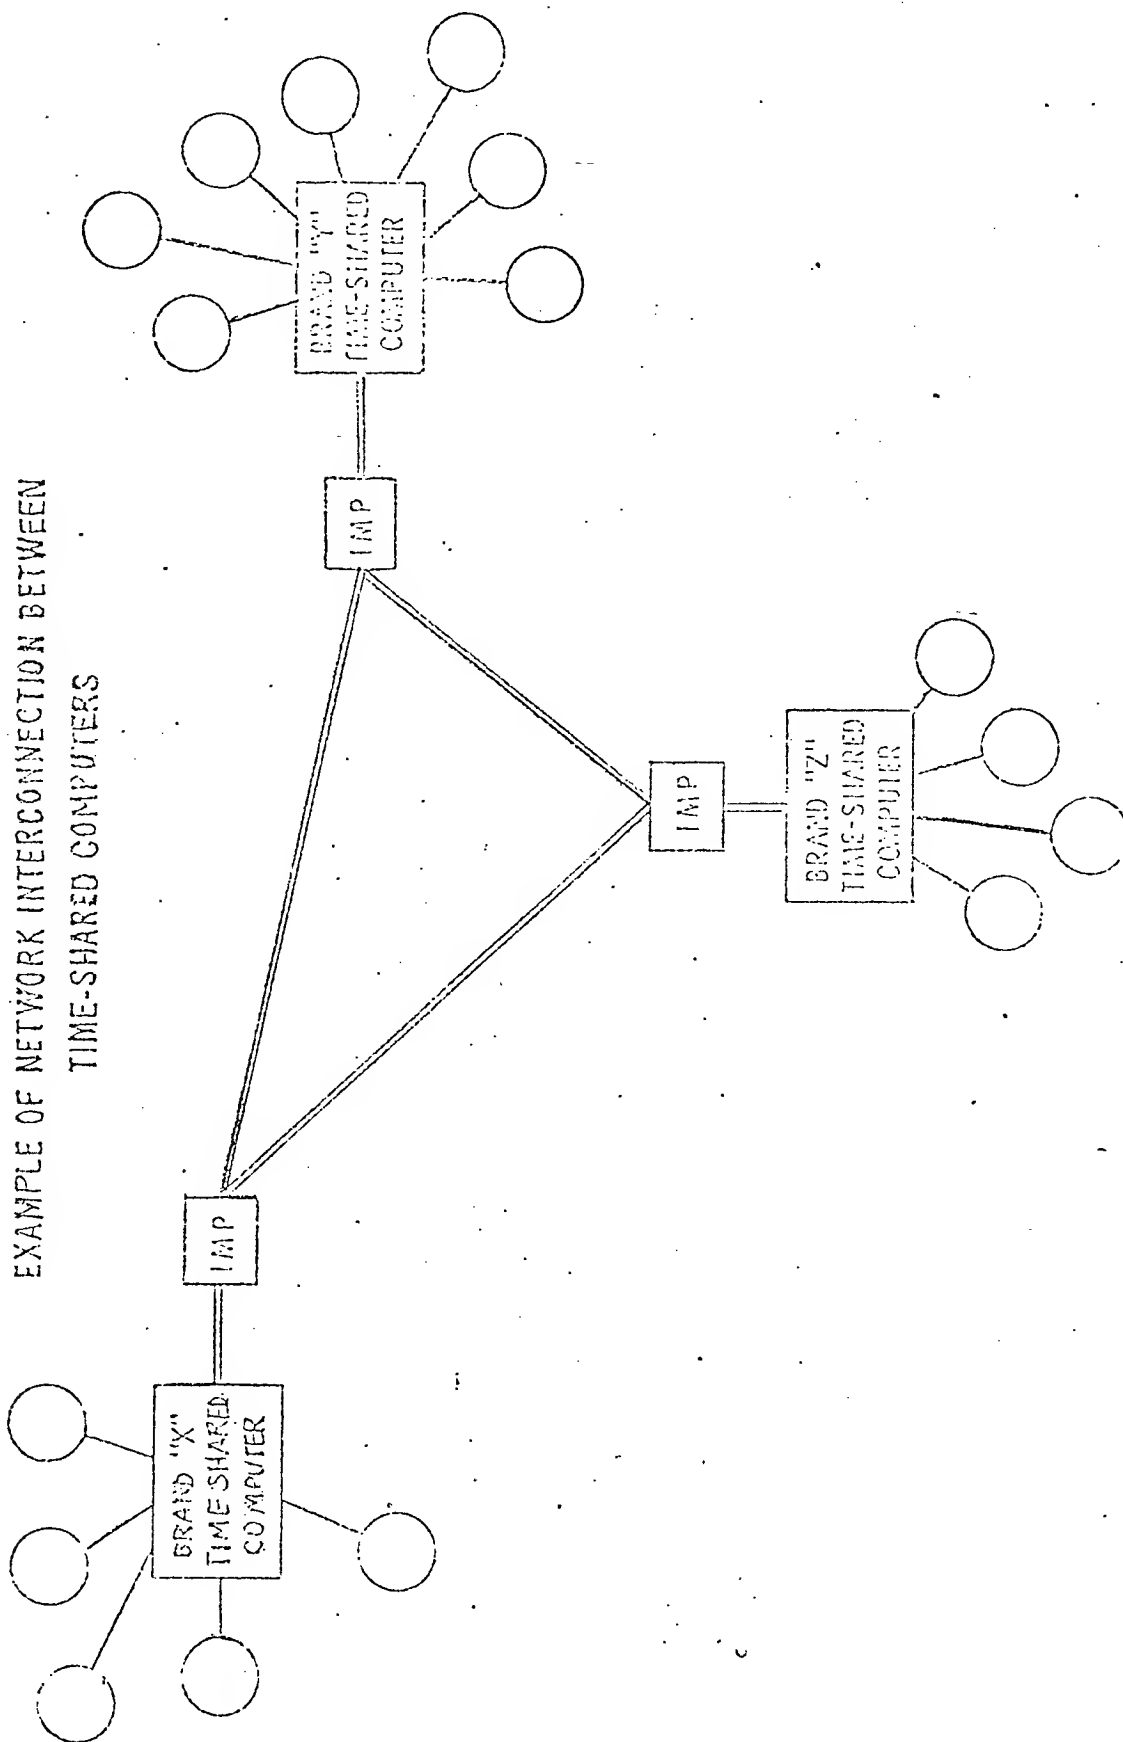 EXAMPLE OF NETWORK INTERCONNECTION BETWEEN
TIME-SHARED COMPUTERS
BRAND "X"
TIME SHARED
COMPUTER
IMP
IMP
BRAND "Y"
TIME-SHARED
COMPUTER
IMP
BRAND "Z"
TIME-SHARED
COMPUTER